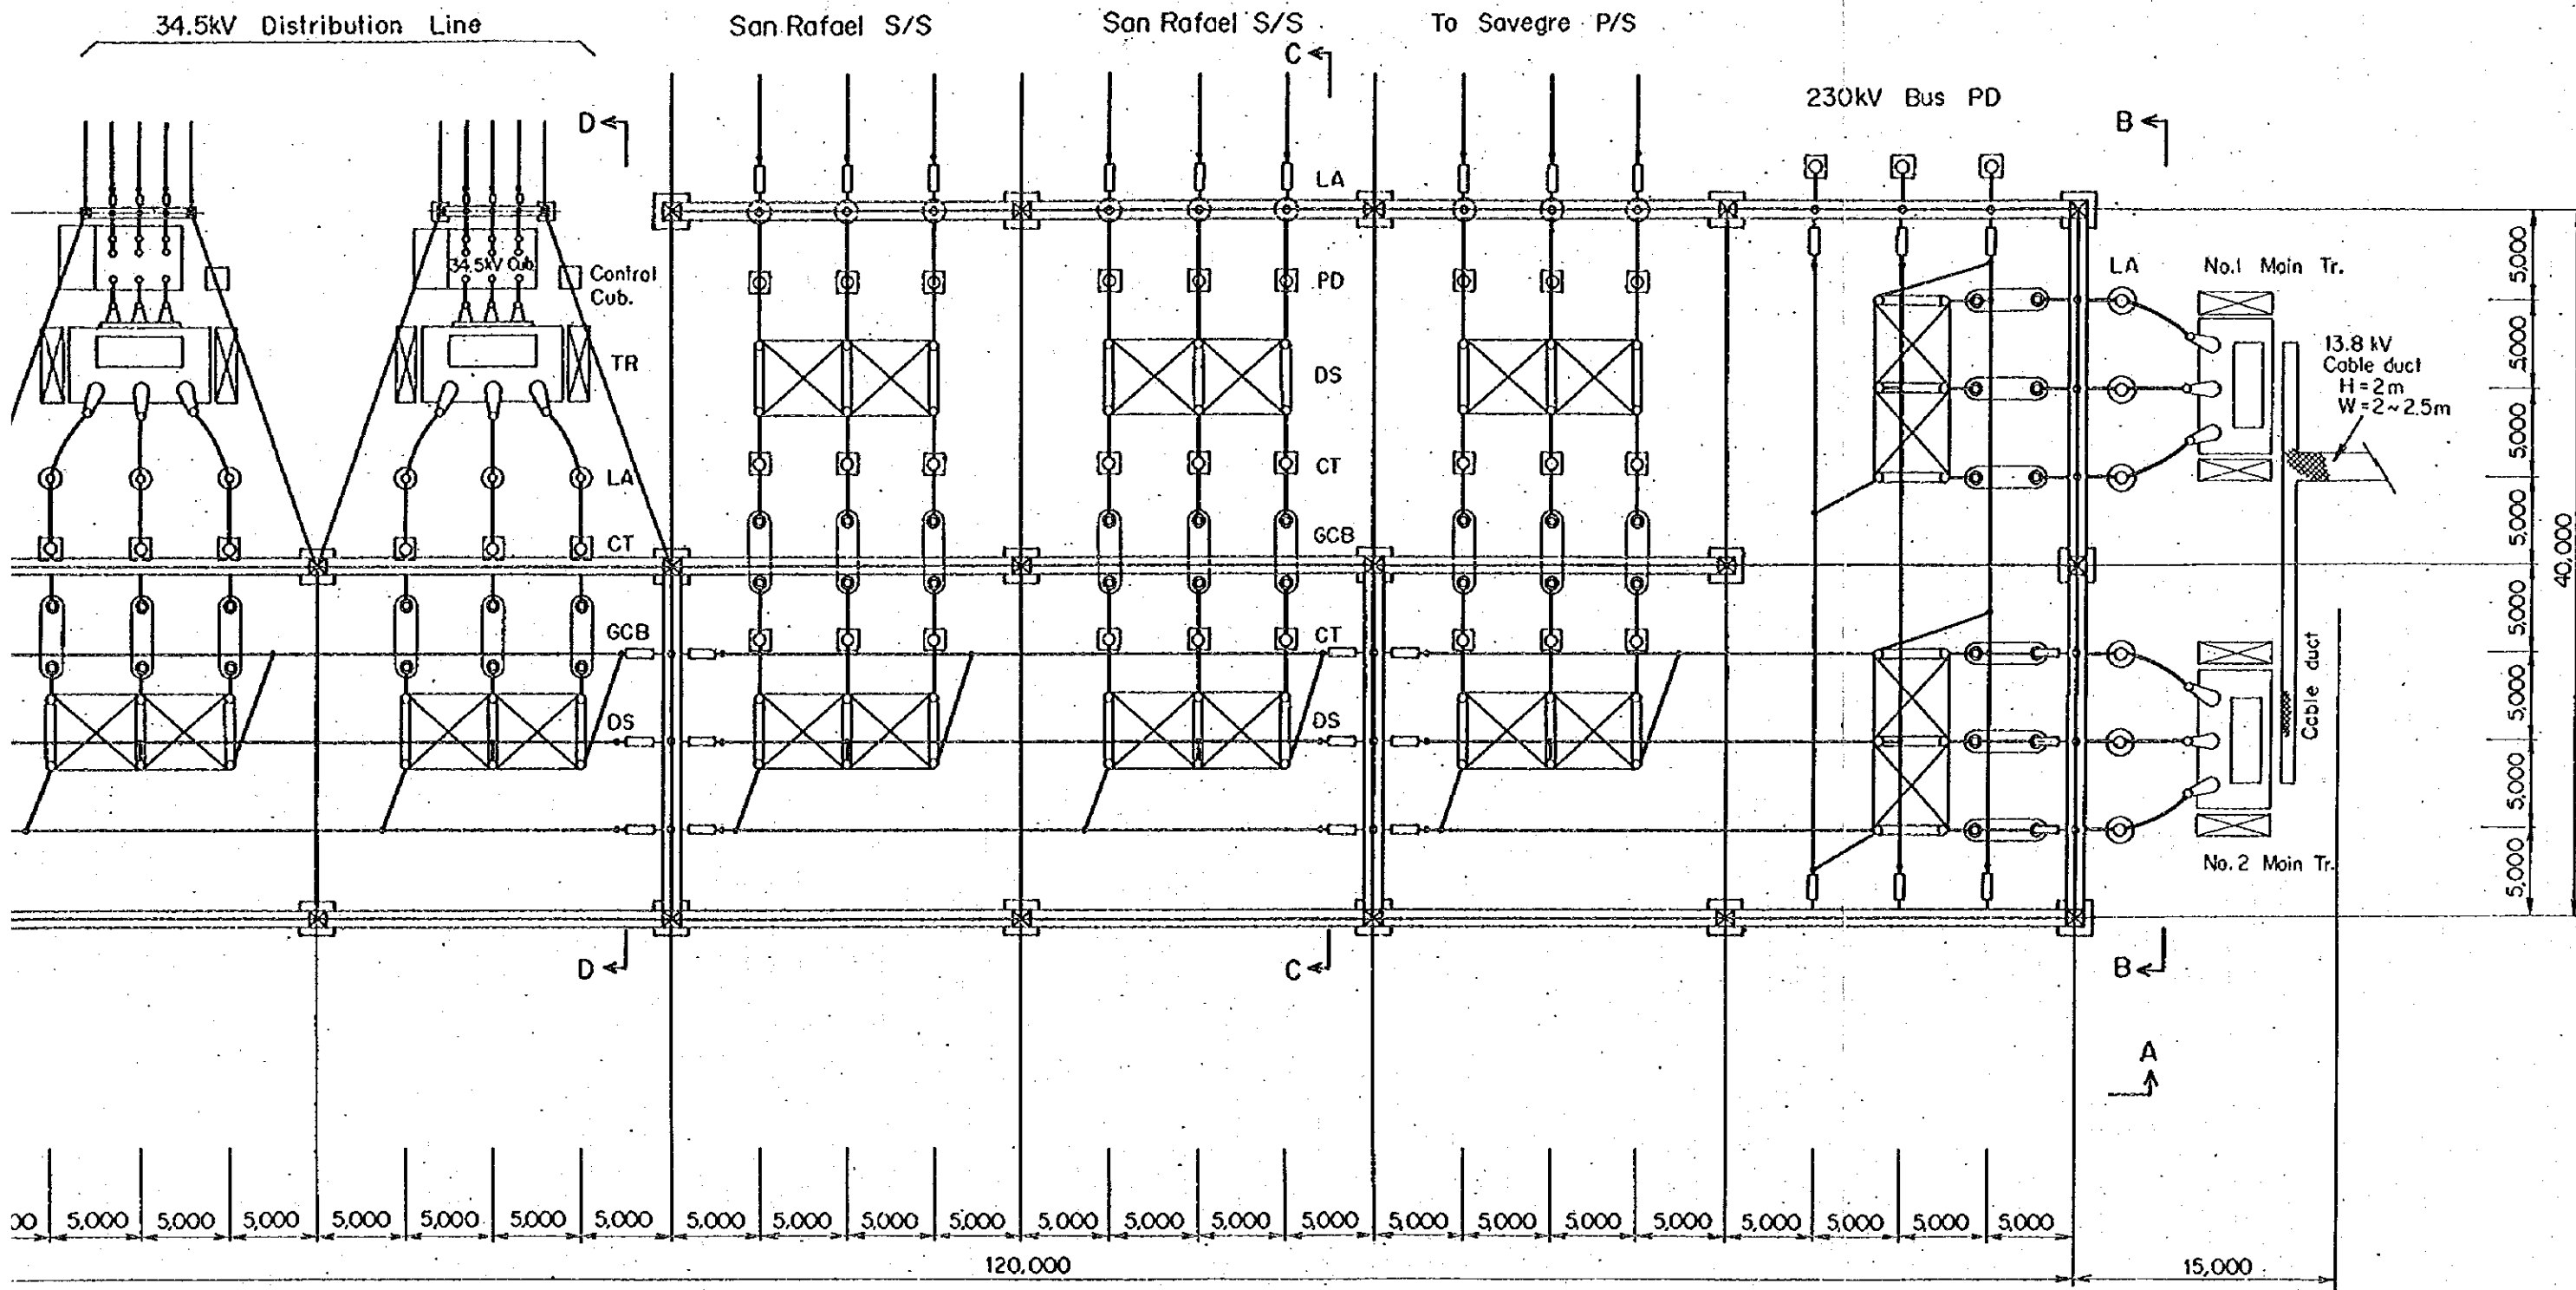 34.5kV Distribution Line
San Rafael S/S
San Rafael S/S
To Savegre P/S
C
230kV Bus PD
D
B
LA
34.5kV Cub.
Control
Cub.
PD
LA
No.1 Main Tr.
TR
DS
13.8 kV
Cable duct
H = 2m
W = 2~2.5m
LA
CT
CT
GCB
GCB
CT
DS
DS
Cable duct
No.2 Main Tr.
D
C
B
A
5,000
5,000
5,000
5,000
5,000
5,000
5,000
5,000
40,000
00 5,000 5,000 5,000 5,000 5,000 5,000 5,000 5,000 5,000 5,000 5,000 5,000 5,000 5,000 5,000 5,000 5,000 5,000 5,000 5,000 5,000 5,000 5,000
120,000
15,000